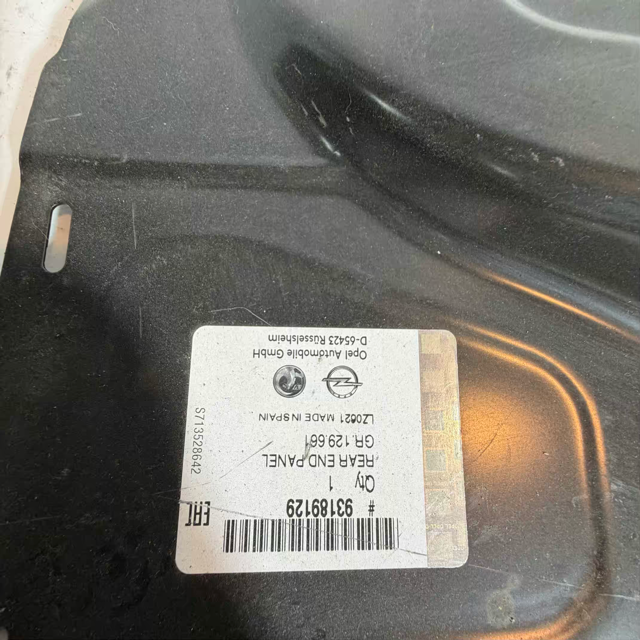 # 93189129
Qty 1
REAR END PANEL
GR.129.661
LZ0621 MADE IN SPAIN
Opel Automobile GmbH
D-65423 Rüsselsheim
S713528642
EAC